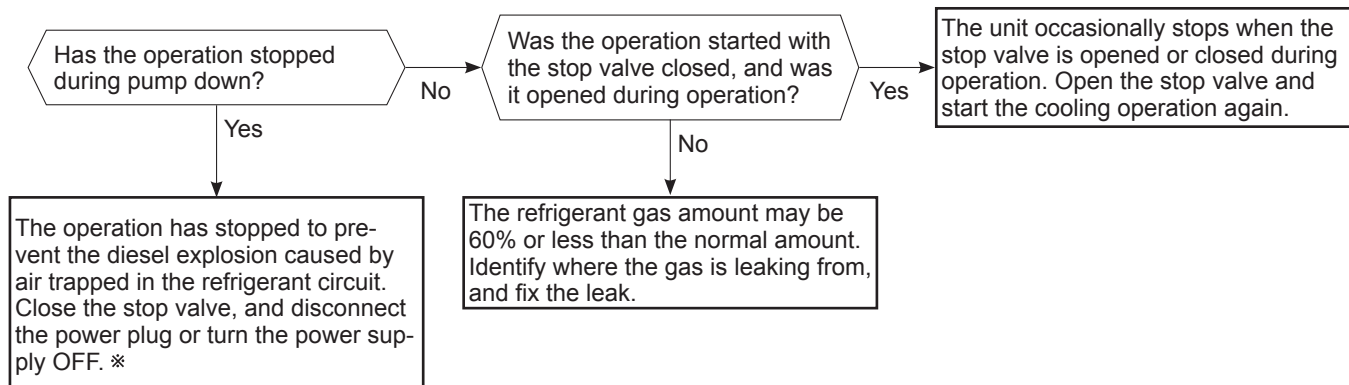 Has the operation stopped
during pump down?
No
Yes
Was the operation started with
the stop valve closed, and was
it opened during operation?
Yes
No
The unit occasionally stops when the
stop valve is opened or closed during
operation. Open the stop valve and
start the cooling operation again.
The operation has stopped to pre-
vent the diesel explosion caused by
air trapped in the refrigerant circuit.
Close the stop valve, and disconnect
the power plug or turn the power sup-
ply OFF. ※
The refrigerant gas amount may be
60% or less than the normal amount.
Identify where the gas is leaking from,
and fix the leak.